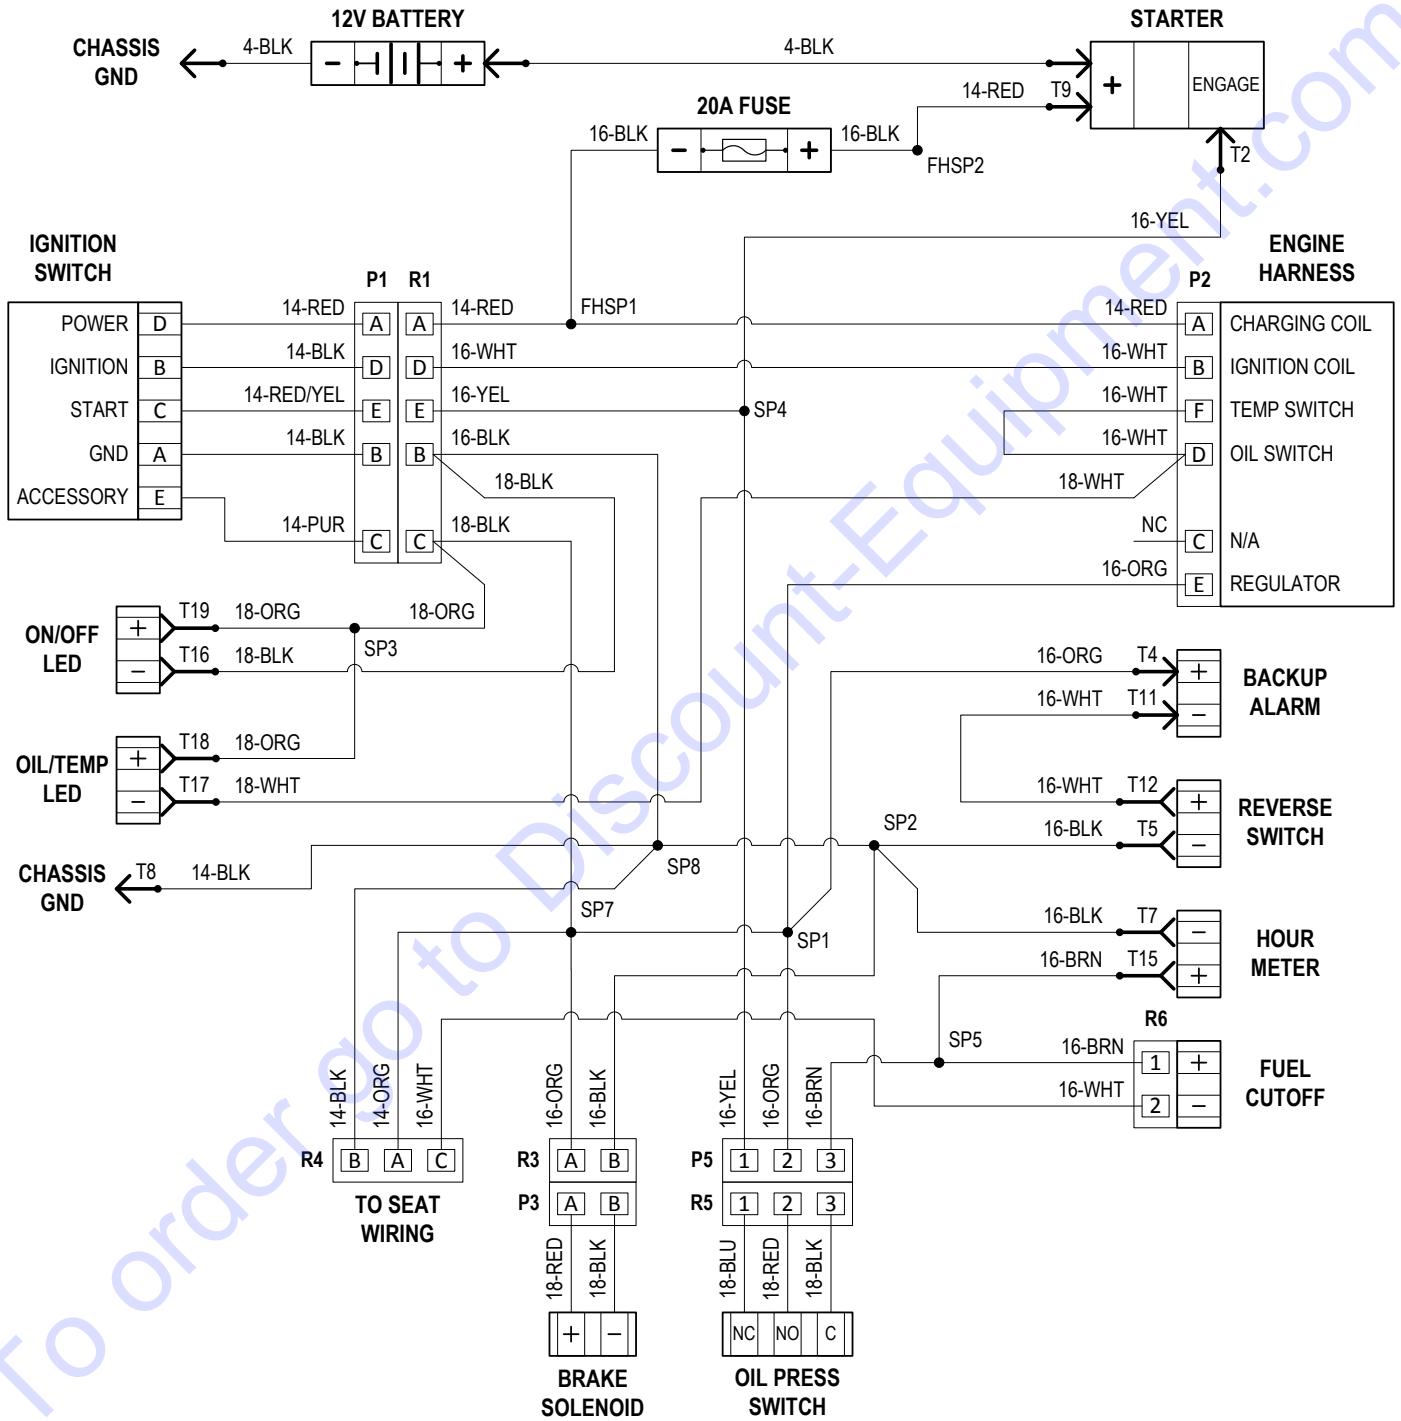 12V BATTERY
STARTER
CHASSIS
GND
4-BLK
4-BLK
ENGAGE
14-RED
T9
20A FUSE
16-BLK
16-BLK
FHSP2
T2
16-YEL
IGNITION
SWITCH
ENGINE
HARNESS
P1
R1
P2
POWER D
14-RED
A
A
14-RED
FHSP1
14-RED
A
CHARGING COIL
IGNITION B
14-BLK
D
D
16-WHT
16-WHT
B
IGNITION COIL
START C
14-RED/YEL
E
E
16-YEL
SP4
16-WHT
F
TEMP SWITCH
GND A
14-BLK
B
B
16-BLK
16-WHT
D
OIL SWITCH
18-BLK
18-WHT
ACCESSORY E
14-PUR
C
C
18-BLK
NC
C
N/A
16-ORG
E
REGULATOR
ON/OFF
LED
+
T19
18-ORG
18-ORG
SP3
−
T16
18-BLK
16-ORG
T4
+
BACKUP
ALARM
16-WHT
T11
−
OIL/TEMP
LED
+
T18
18-ORG
−
T17
18-WHT
16-WHT
T12
+
REVERSE
SWITCH
SP2
16-BLK
T5
−
SP8
CHASSIS
GND
T8
14-BLK
SP7
SP1
16-BLK
T7
−
HOUR
METER
16-BRN
T15
+
R6
SP5
16-BRN
1
+
FUEL
CUTOFF
16-WHT
2
−
14-BLK
14-ORG
16-WHT
16-ORG
16-BLK
16-YEL
16-ORG
16-BRN
R4 B A C
R3 A B
P5 1 2 3
TO SEAT
WIRING
P3 A B
R5 1 2 3
18-RED
18-BLK
18-BLU
18-RED
18-BLK
+ −
NC NO C
BRAKE
SOLENOID
OIL PRESS
SWITCH
To order go to Discount-Equipment.com